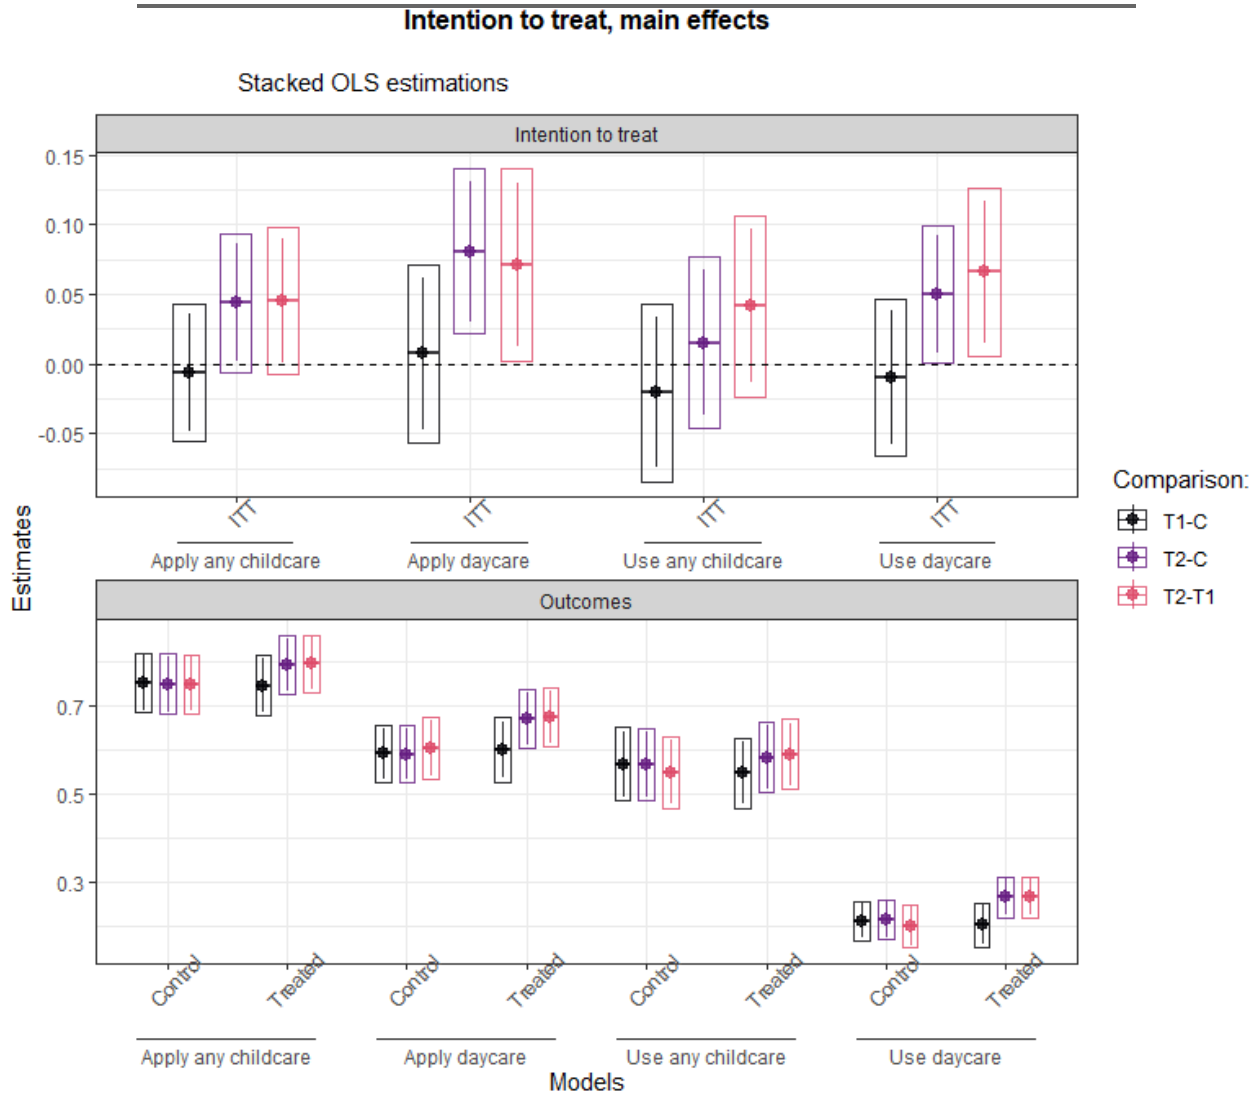 Intention to treat, main effects
Stacked OLS estimations
Intention to treat
0.15
0.10
0.05
0.00
-0.05
ITT ITT ITT ITT
Apply any childcare Apply daycare Use any childcare Use daycare
Estimates
Comparison:
T1-C
T2-C
T2-T1
Outcomes
0.7
0.5
0.3
Control Treated Control Treated Control Treated Control Treated
Apply any childcare Apply daycare Use any childcare Use daycare
Models